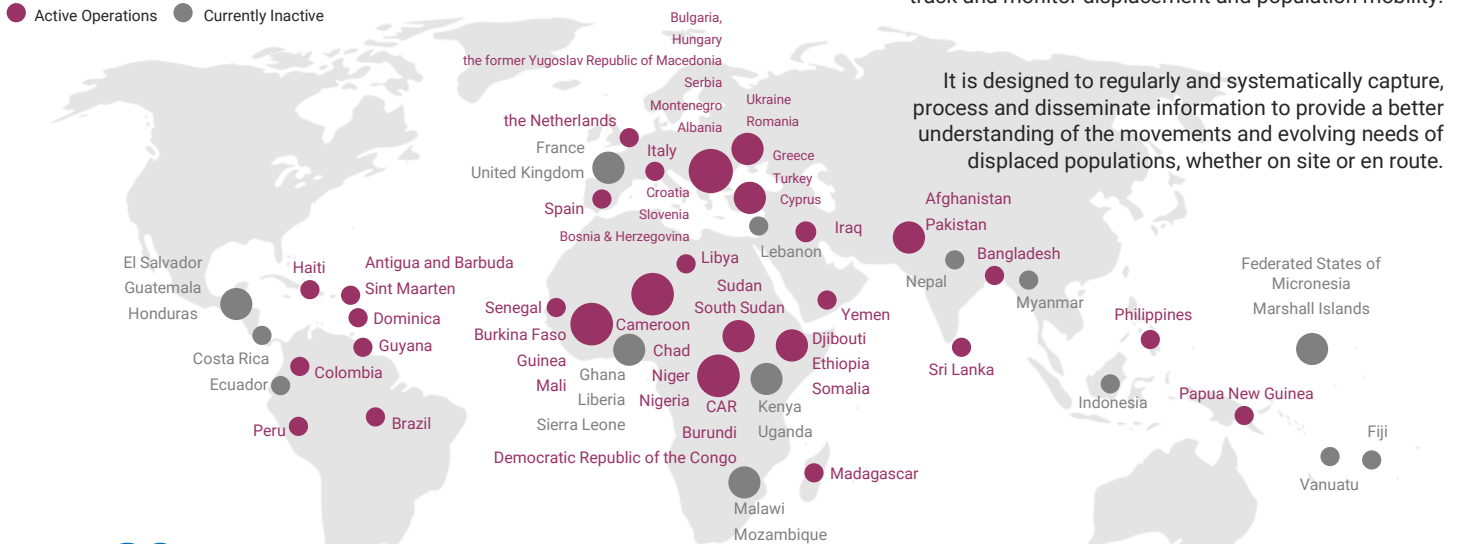 Active Operations
Currently Inactive
track and monitor displacement and population mobility.
It is designed to regularly and systematically capture,
process and disseminate information to provide a better
understanding of the movements and evolving needs of
displaced populations, whether on site or en route.
Bulgaria,
Hungary
the former Yugoslav Republic of Macedonia
Serbia
Montenegro
Albania
Ukraine
Romania
the Netherlands
France
United Kingdom
Italy
Greece
Turkey
Cyprus
Spain
Croatia
Slovenia
Bosnia & Herzegovina
Lebanon
Iraq
Afghanistan
Pakistan
Nepal
Bangladesh
Myanmar
El Salvador
Guatemala
Honduras
Haiti
Antigua and Barbuda
Sint Maarten
Dominica
Guyana
Costa Rica
Ecuador
Colombia
Peru
Brazil
Libya
Senegal
Burkina Faso
Guinea
Mali
Cameroon
Chad
Niger
Nigeria
Ghana
Liberia
Sierra Leone
Sudan
South Sudan
CAR
Burundi
Democratic Republic of the Congo
Yemen
Djibouti
Ethiopia
Somalia
Kenya
Uganda
Madagascar
Malawi
Mozambique
Sri Lanka
Philippines
Indonesia
Papua New Guinea
Federated States of
Micronesia
Marshall Islands
Fiji
Vanuatu